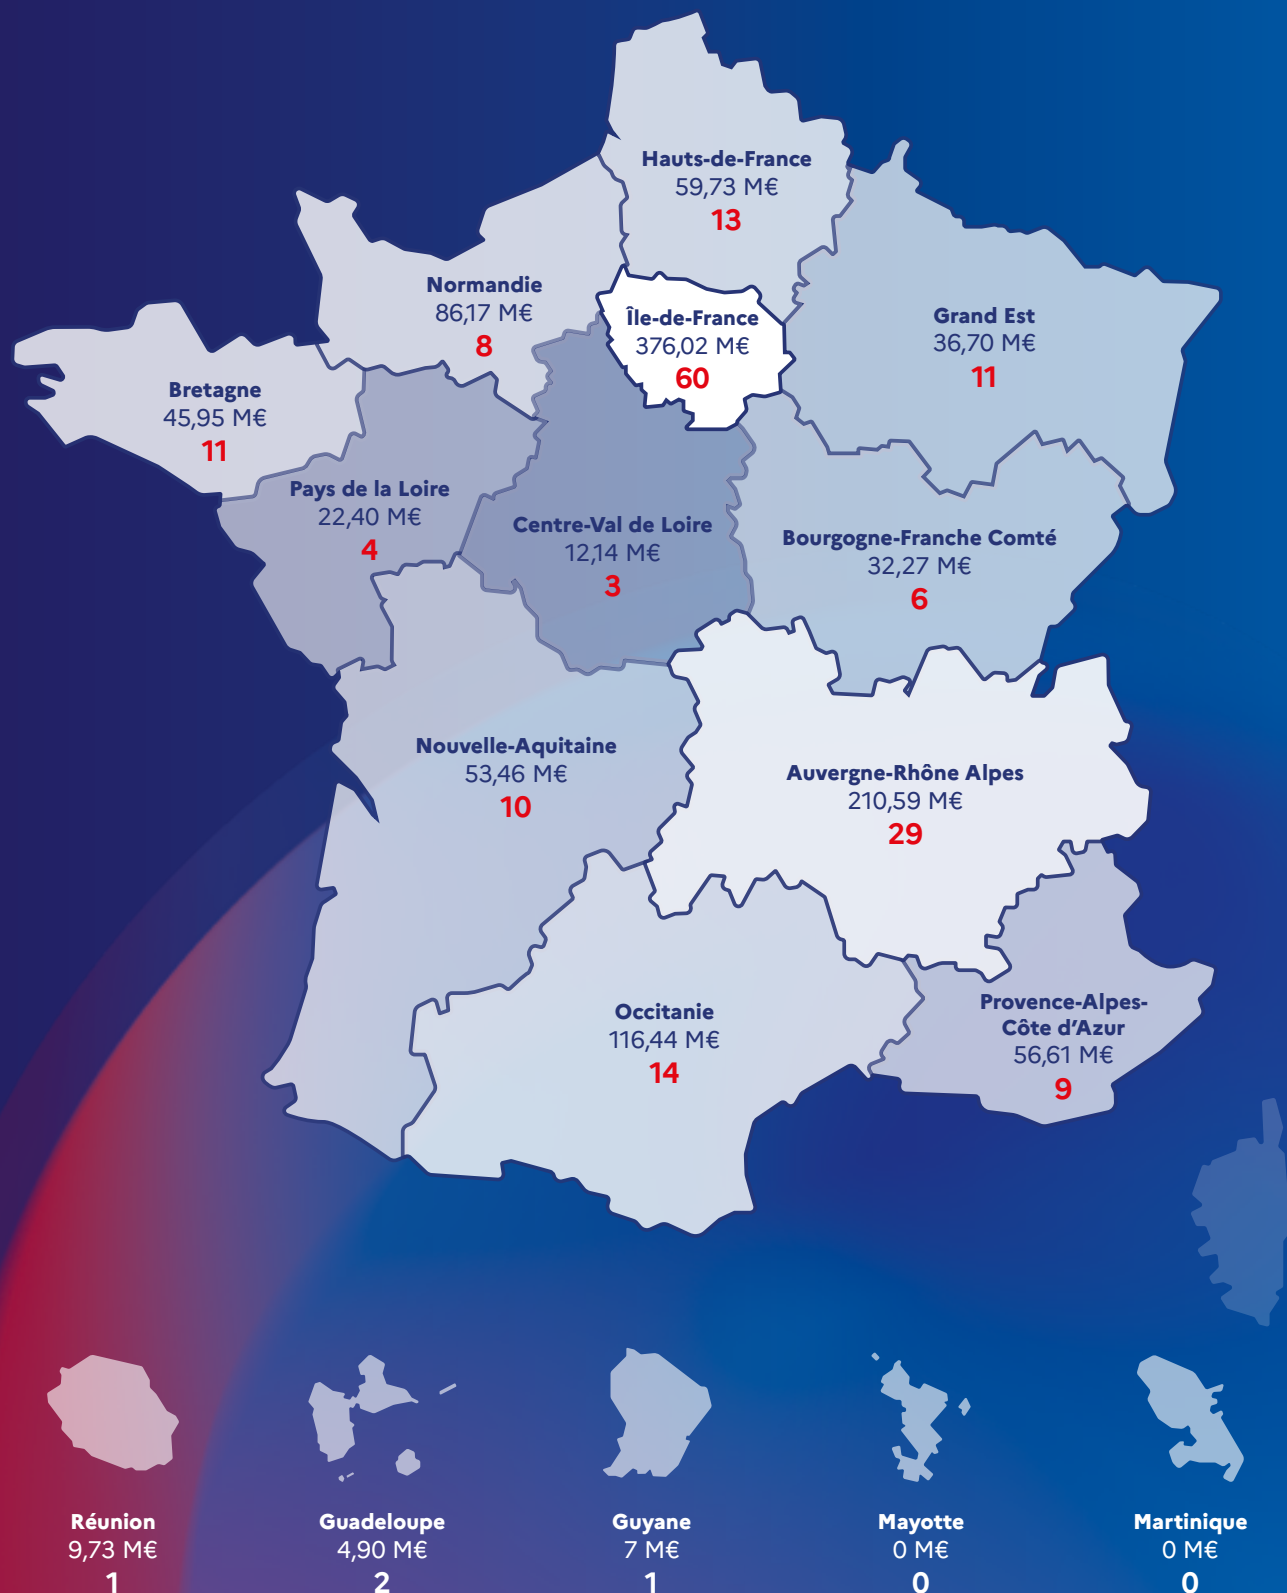 Hauts-de-France
59,73 M€
13
Normandie
86,17 M€
8
Île-de-France
376,02 M€
60
Grand Est
36,70 M€
11
Bretagne
45,95 M€
11
Pays de la Loire
22,40 M€
4
Centre-Val de Loire
12,14 M€
3
Bourgogne-Franche Comté
32,27 M€
6
Nouvelle-Aquitaine
53,46 M€
10
Auvergne-Rhône Alpes
210,59 M€
29
Occitanie
116,44 M€
14
Provence-Alpes-
Côte d’Azur
56,61 M€
9
Réunion
9,73 M€
1
Guadeloupe
4,90 M€
2
Guyane
7 M€
1
Mayotte
0 M€
0
Martinique
0 M€
0